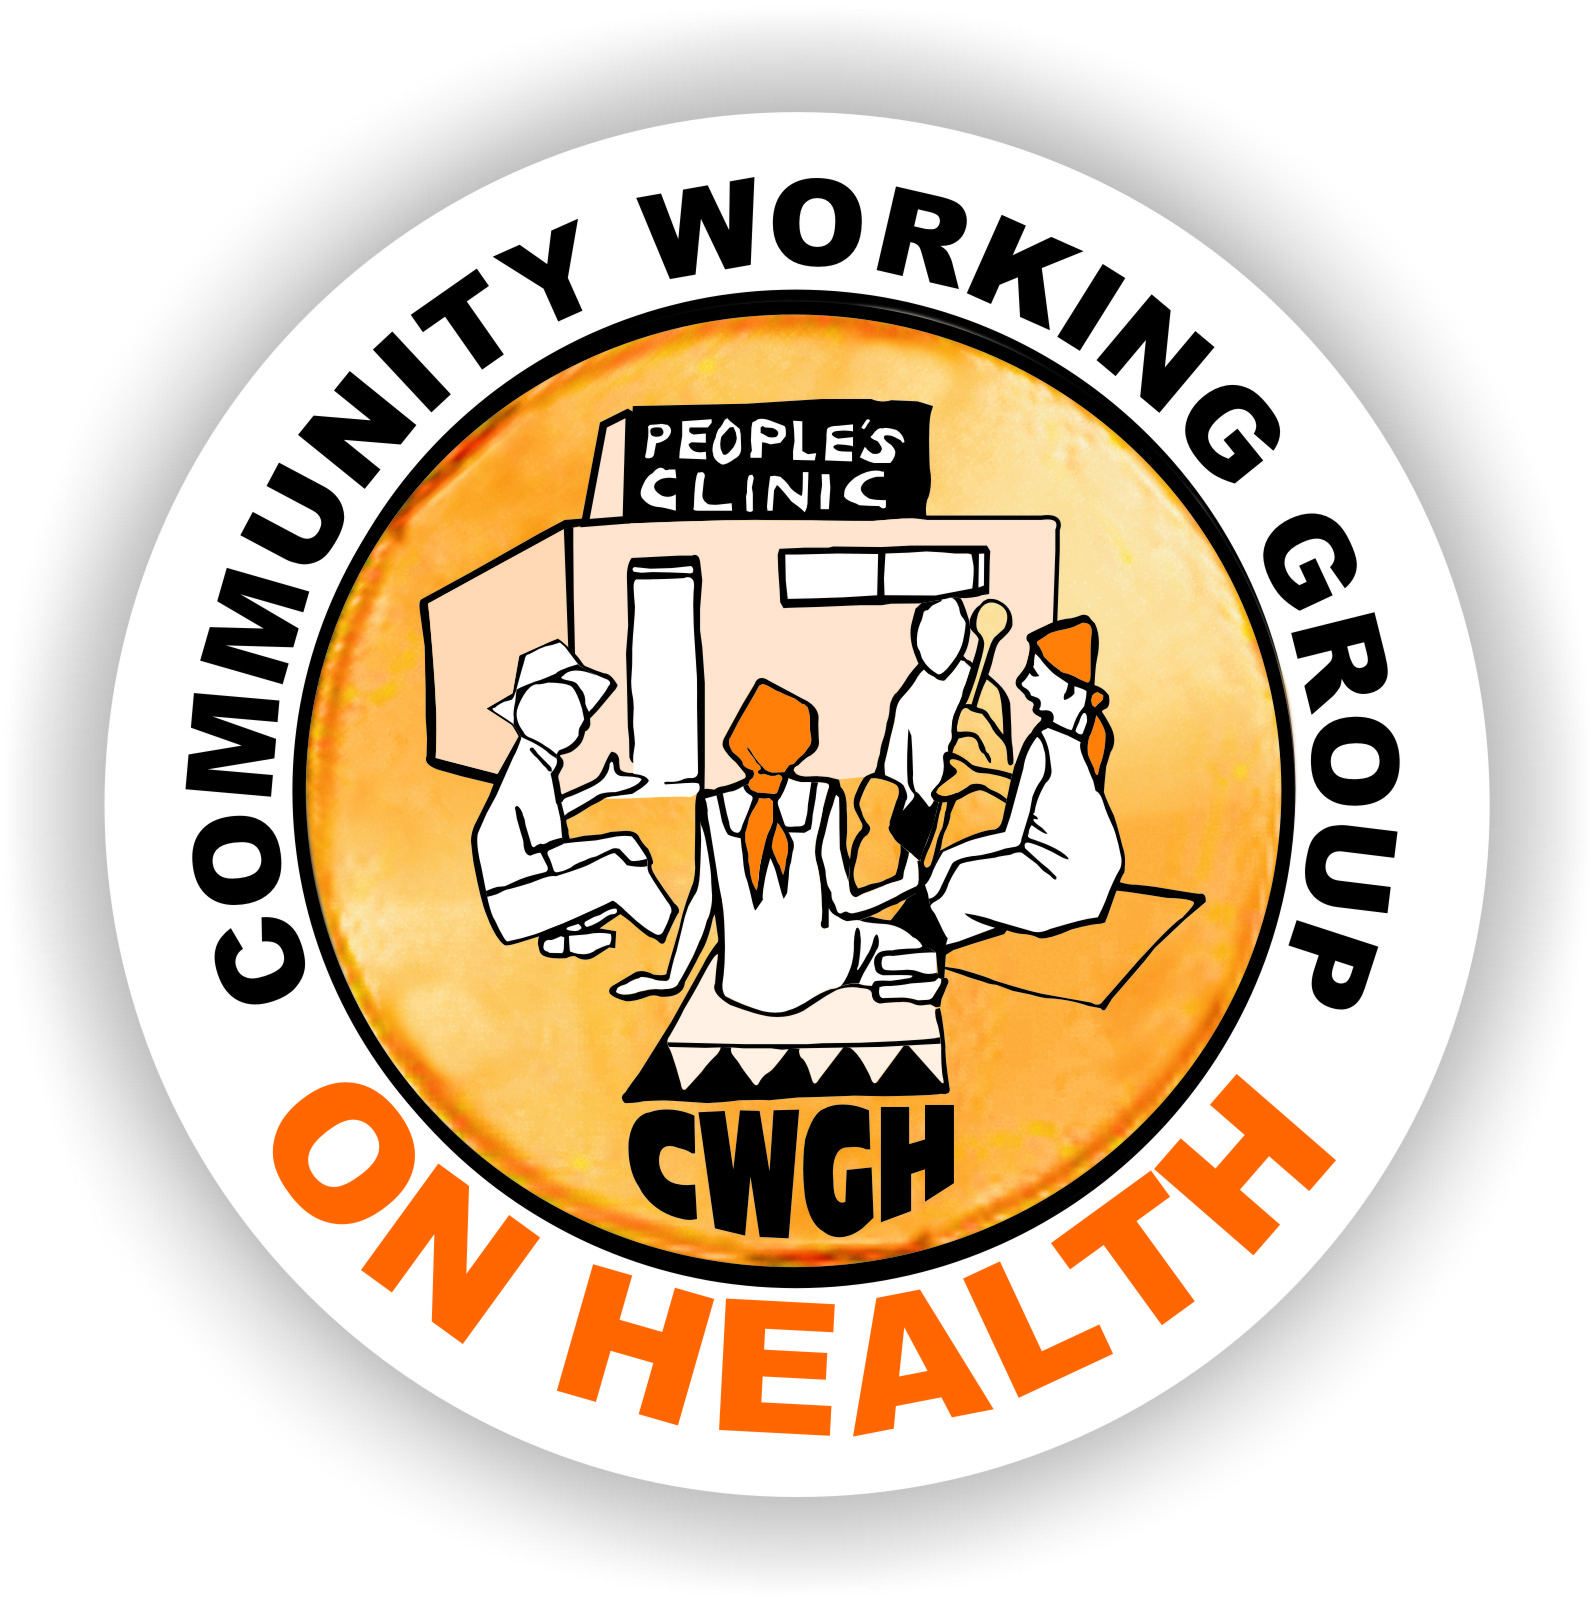 COMMUNITY WORKING GROUP
PEOPLE'S
CLINIC
CWGH
ON HEALTH